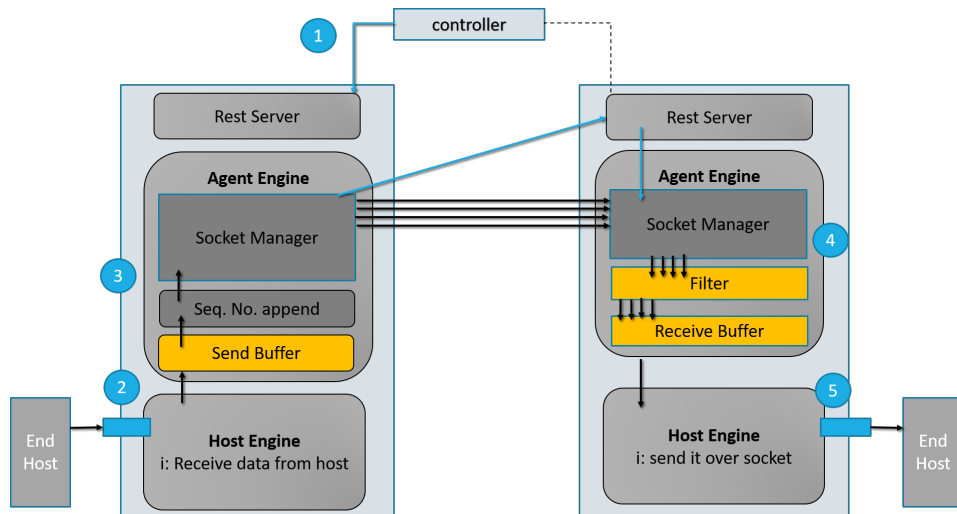 controller
1
Rest Server
Rest Server
Agent Engine
Agent Engine
Socket Manager
Socket Manager
4
3
Filter
Seq. No. append
Receive Buffer
Send Buffer
2
5
End
Host
Host Engine
i: Receive data from host
Host Engine
i: send it over socket
End
Host